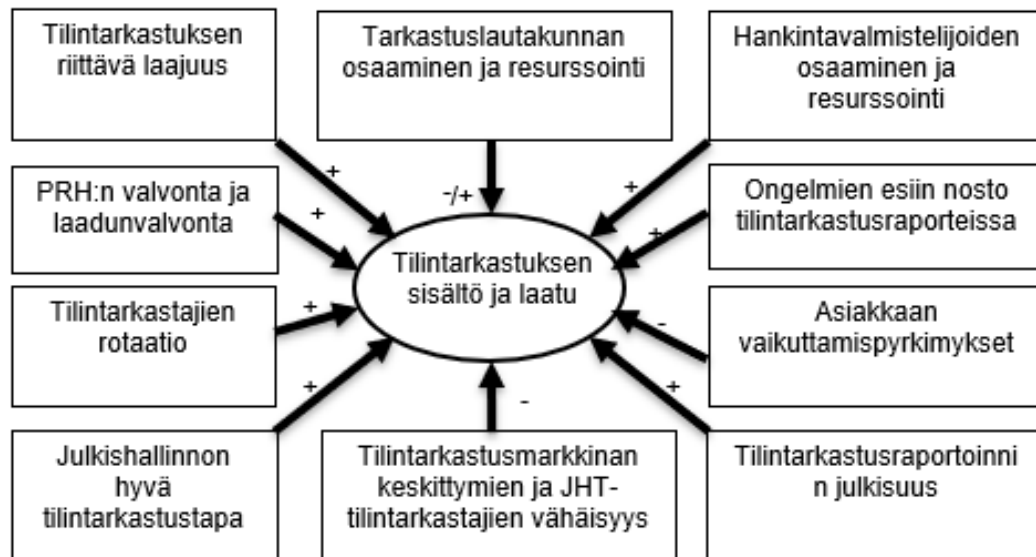 Tilintarkastuksen
riittävä laajuus
Tarkastuslautakunnan
osaaminen ja resurssointi
Hankintavalmistelijoiden
osaaminen ja
resurssointi
+
-/+
+
PRH:n valvonta ja
laadunvalvonta
+
Ongelmien esiin nosto
tilintarkastusraporteissa
+
Tilintarkastuksen
sisältö ja laatu
Tilintarkastajien
rotaatio
+
Asiakkaan
vaikuttamispyrkimykset
-
Julkishallinnon
hyvä
tilintarkastustapa
+
Tilintarkastusmarkkinan
keskittymien ja JHT-
tilintarkastajien vähäisyys
-
Tilintarkastusraportoinni
n julkisuus
+